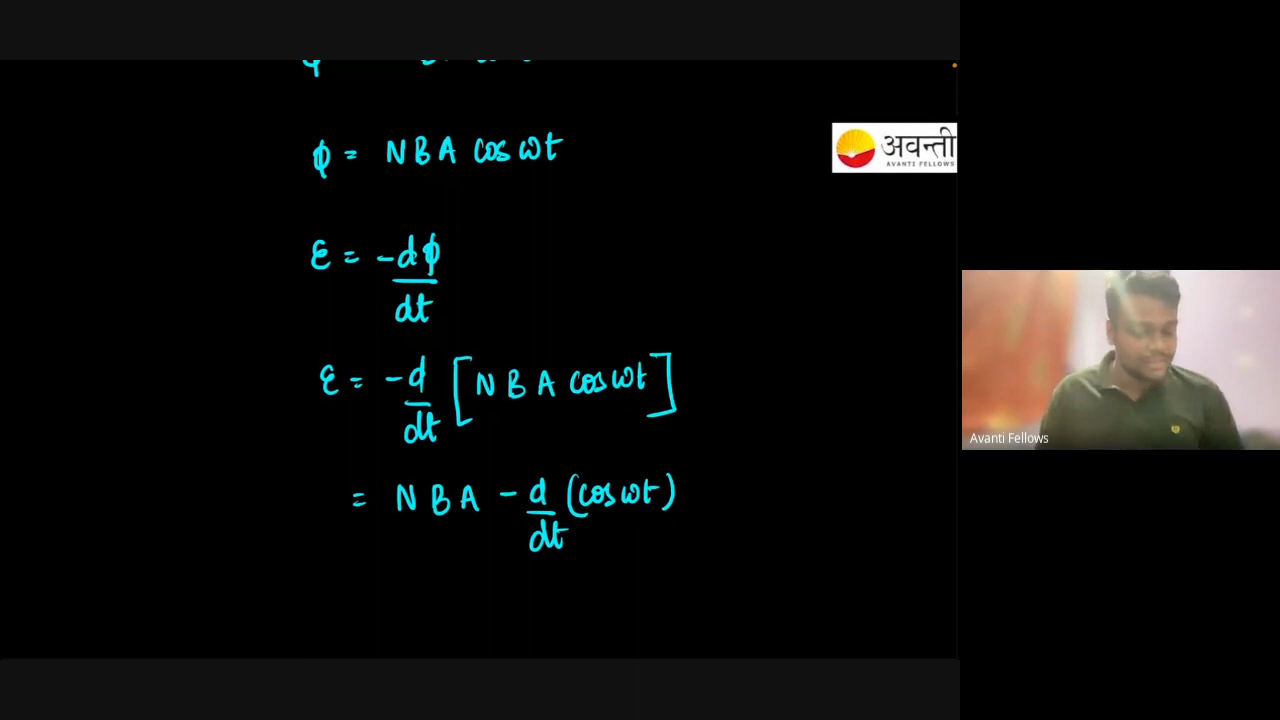 φ = NBA cos ωt
अवन्ती
AVANTI FELLOWS
ε = -dφ/dt
ε = -d/dt [NBA cos ωt]
= NBA - d/dt (cos ωt)
Avanti Fellows